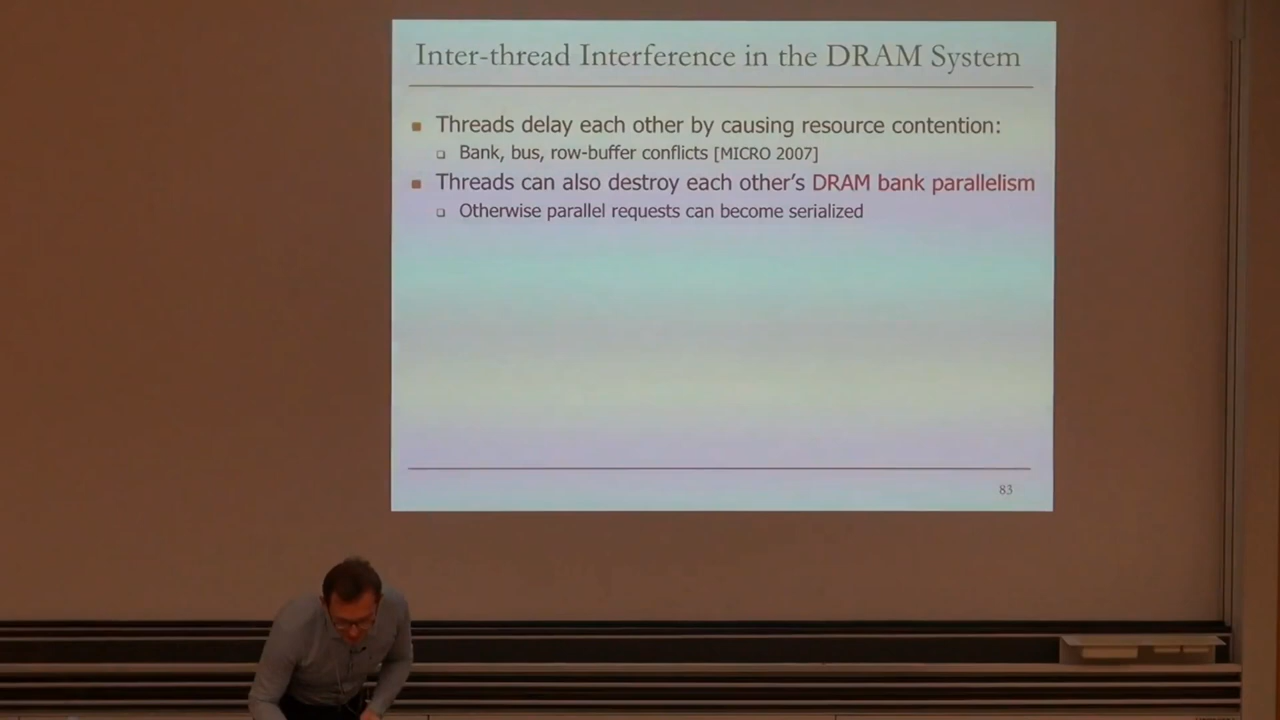 Inter-thread Interference in the DRAM System
Threads delay each other by causing resource contention:
Bank, bus, row-buffer conflicts [MICRO 2007]
Threads can also destroy each other's DRAM bank parallelism
Otherwise parallel requests can become serialized
83